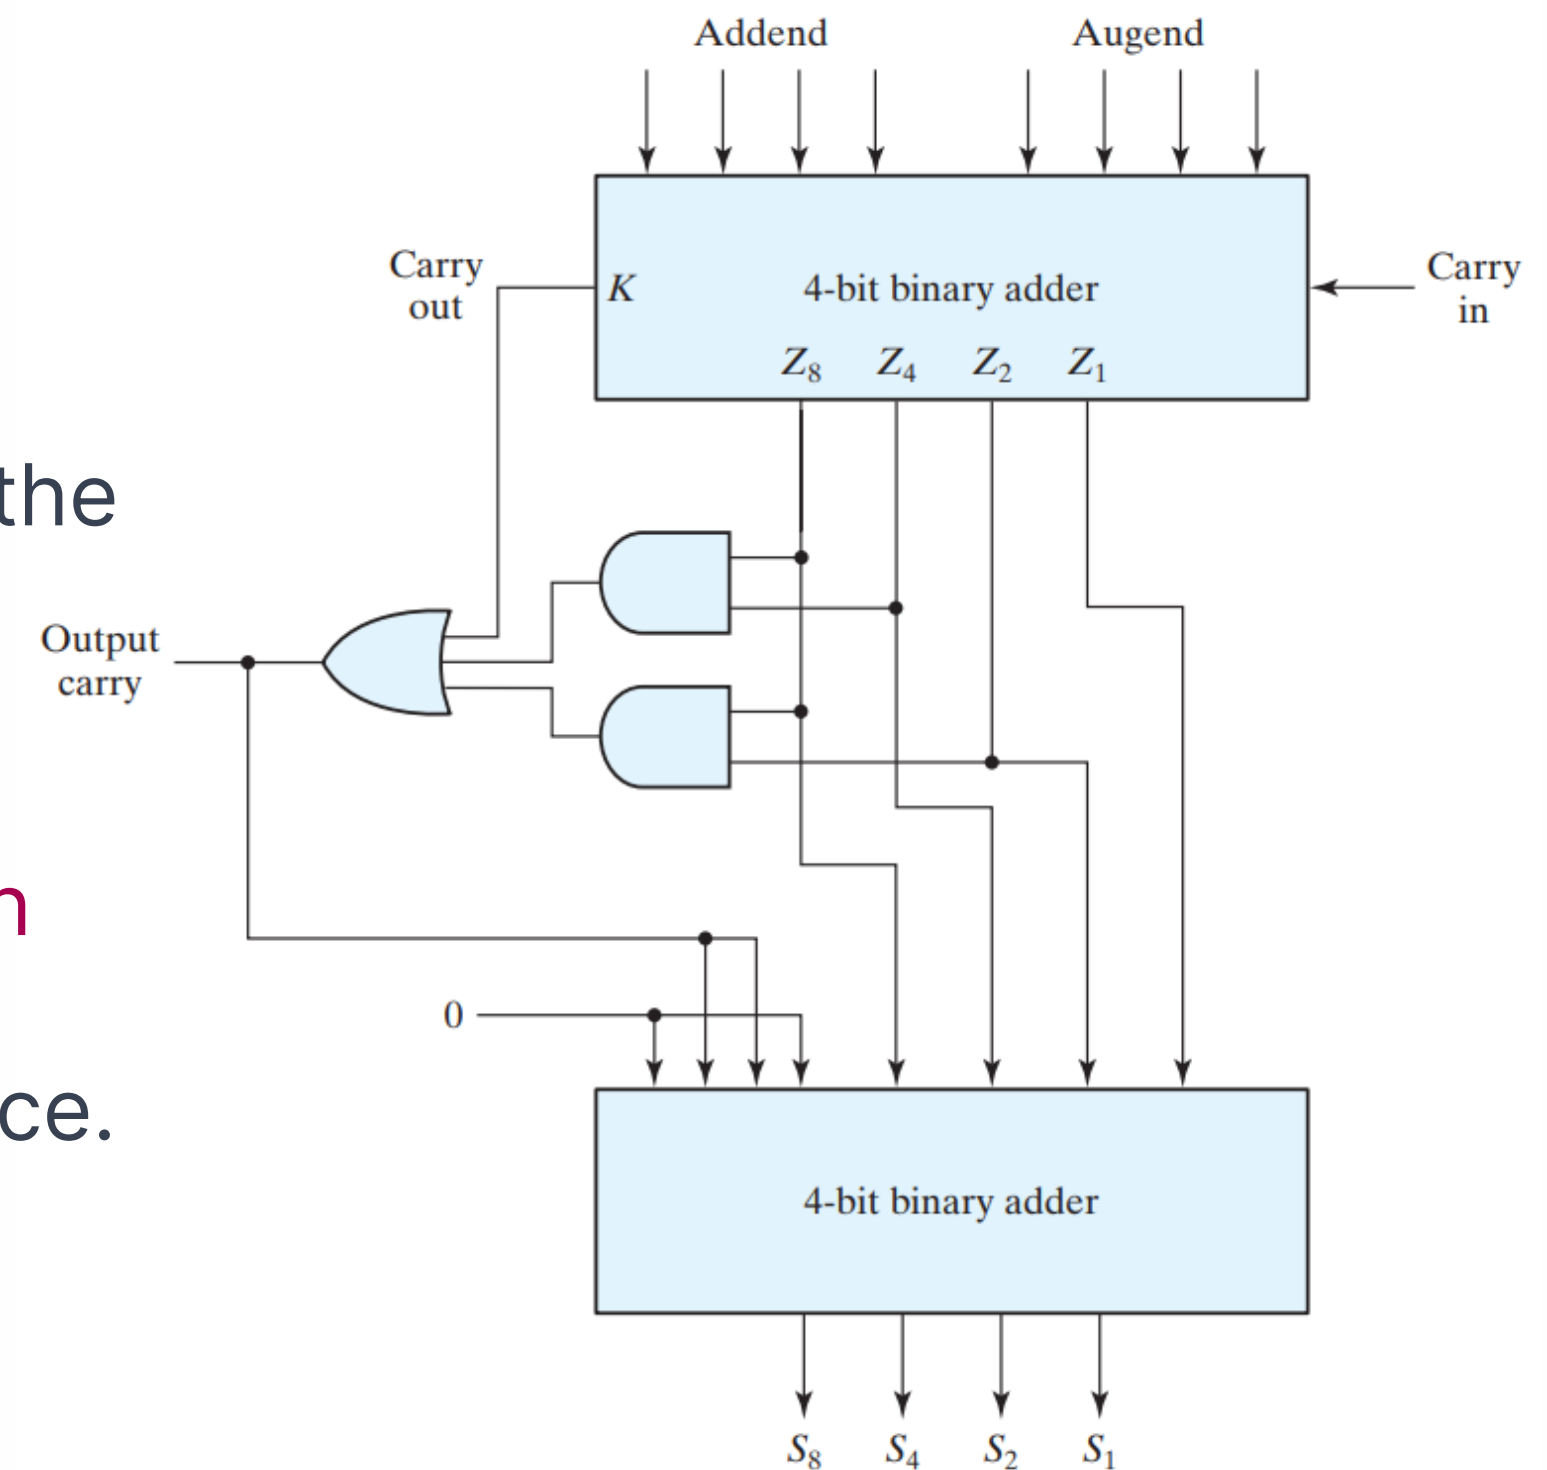 Addend Augend
Carry
out
K
4-bit binary adder
Carry
in
Z₈ Z₄ Z₂ Z₁
the
Output
carry
n
0
ce.
4-bit binary adder
S₈ S₄ S₂ S₁